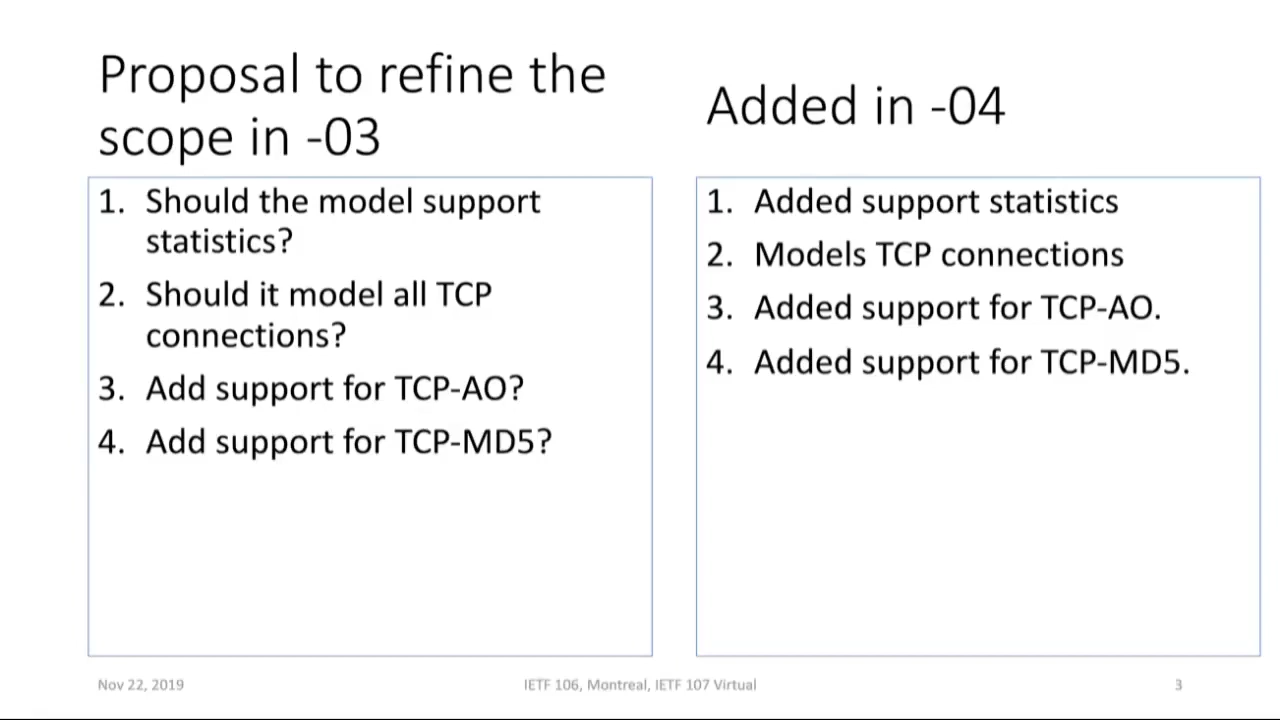 Proposal to refine the
scope in -03
1. Should the model support
statistics?
2. Should it model all TCP
connections?
3. Add support for TCP-AO?
4. Add support for TCP-MD5?
Added in -04
1. Added support statistics
2. Models TCP connections
3. Added support for TCP-AO.
4. Added support for TCP-MD5.
Nov 22, 2019
IETF 106, Montreal, IETF 107 Virtual
3